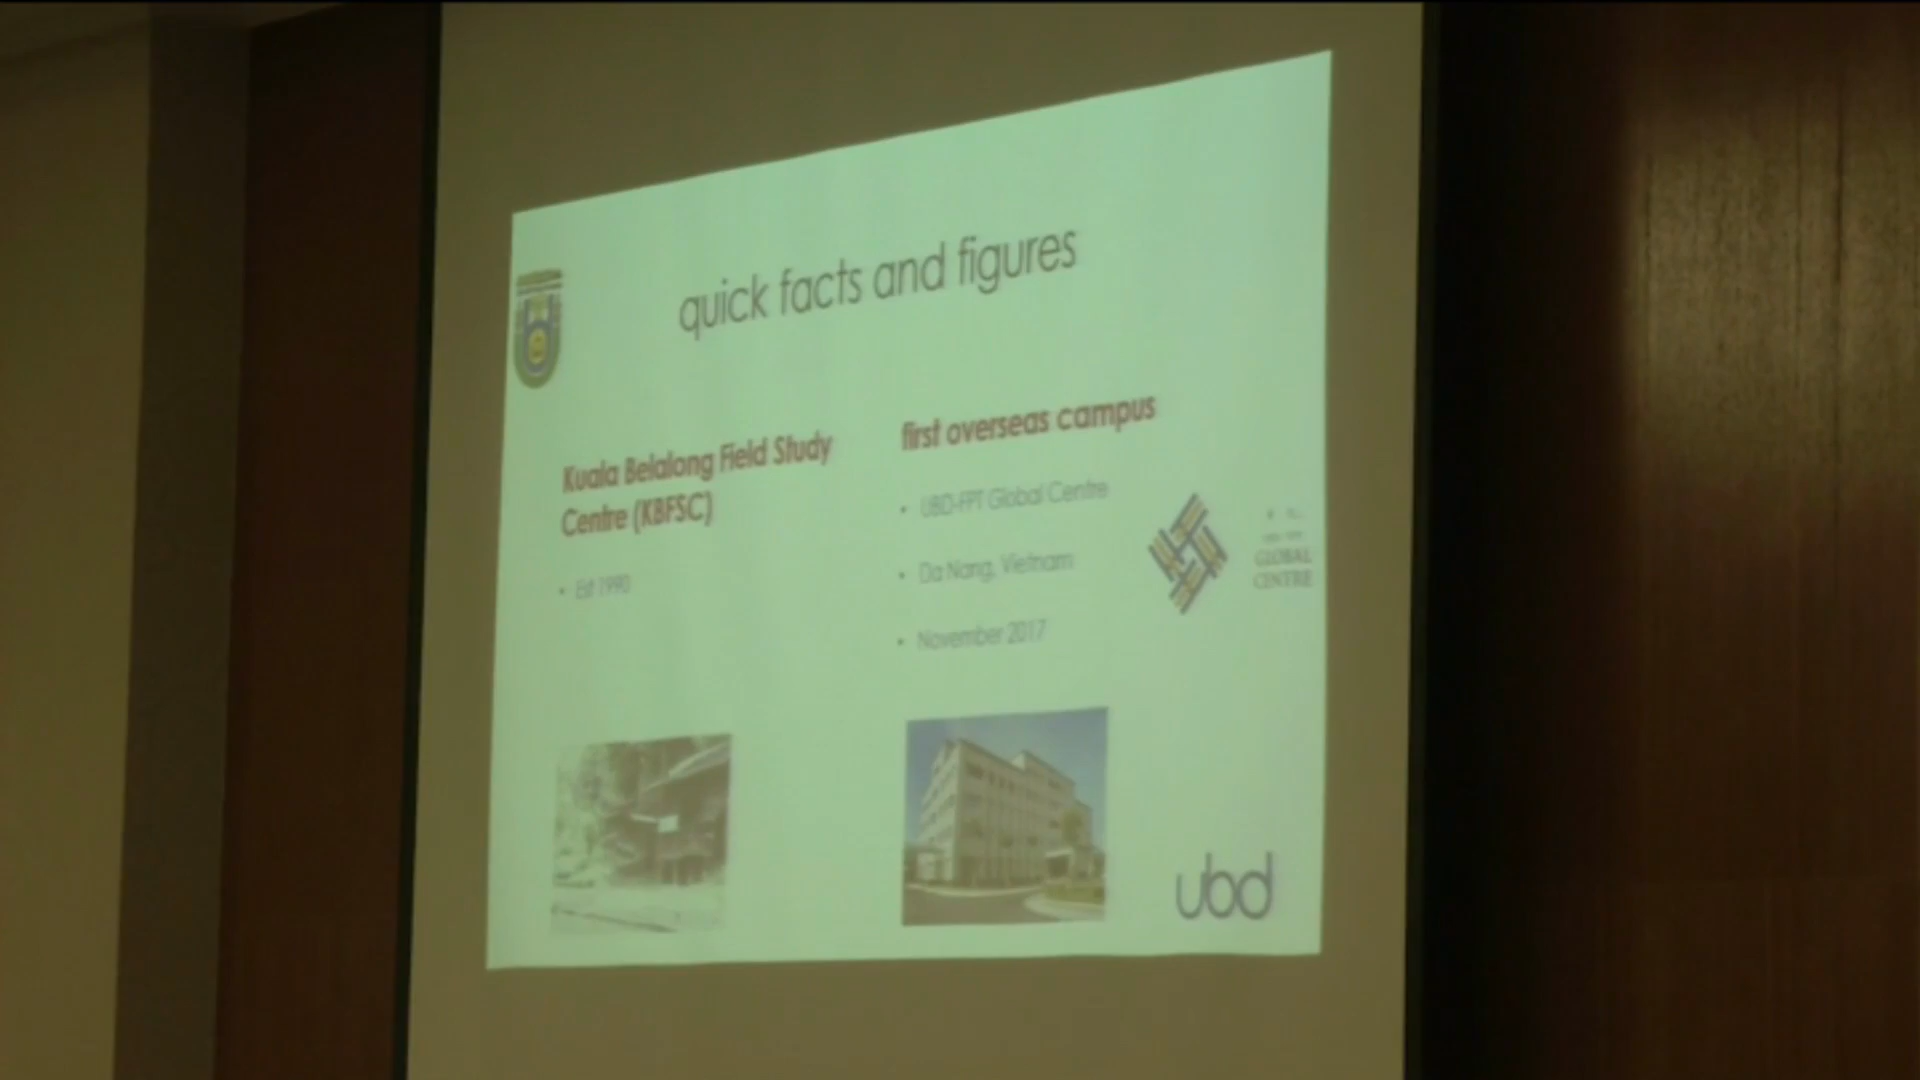 quick facts and figures
Kuala Belalong Field Study
Centre (KBFSC)
• Est 1990
first overseas campus
• UBD-FPT Global Centre
• Da Nang, Vietnam
• November 2017
GLOBAL
CENTRE
ubd